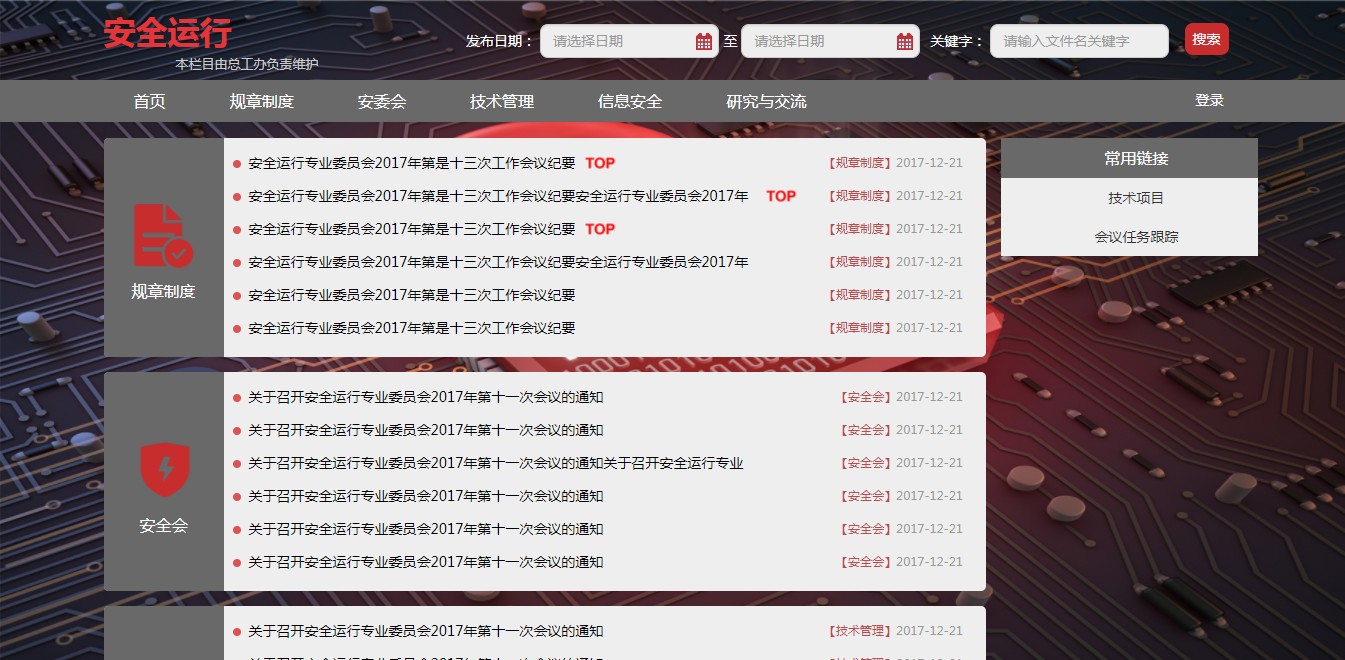 安全运行
本栏目由总工办负责维护
发布日期： 请选择日期 至 请选择日期 关键字： 请输入文件名关键字 搜索
首页 规章制度 安委会 技术管理 信息安全 研究与交流 登录
规章制度
安全运行专业委员会2017年第是十三次工作会议纪要 TOP 【规章制度】 2017-12-21
安全运行专业委员会2017年第是十三次工作会议纪要安全运行专业委员会2017年 TOP 【规章制度】 2017-12-21
安全运行专业委员会2017年第是十三次工作会议纪要 TOP 【规章制度】 2017-12-21
安全运行专业委员会2017年第是十三次工作会议纪要安全运行专业委员会2017年 【规章制度】 2017-12-21
安全运行专业委员会2017年第是十三次工作会议纪要 【规章制度】 2017-12-21
安全运行专业委员会2017年第是十三次工作会议纪要 【规章制度】 2017-12-21
常用链接
技术项目
会议任务跟踪
安全会
关于召开安全运行专业委员会2017年第十一次会议的通知 【安全会】 2017-12-21
关于召开安全运行专业委员会2017年第十一次会议的通知 【安全会】 2017-12-21
关于召开安全运行专业委员会2017年第十一次会议的通知关于召开安全运行专业 【安全会】 2017-12-21
关于召开安全运行专业委员会2017年第十一次会议的通知 【安全会】 2017-12-21
关于召开安全运行专业委员会2017年第十一次会议的通知 【安全会】 2017-12-21
关于召开安全运行专业委员会2017年第十一次会议的通知 【安全会】 2017-12-21
关于召开安全运行专业委员会2017年第十一次会议的通知 【技术管理】 2017-12-21